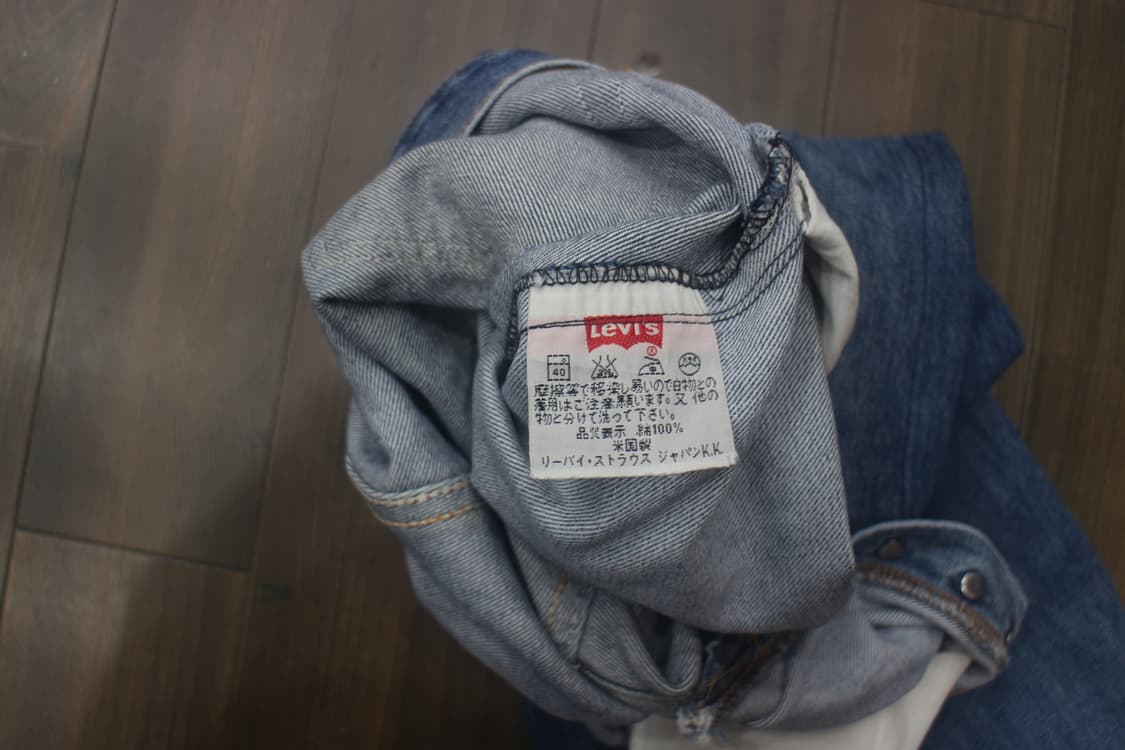 Levi's
40
摩擦等で移染し易いので白物との
着用はご注意願います。又他の
物と分けて洗って下さい。
品質表示 綿100%
米国製
リーバイ・ストラウス ジャパンK.K.